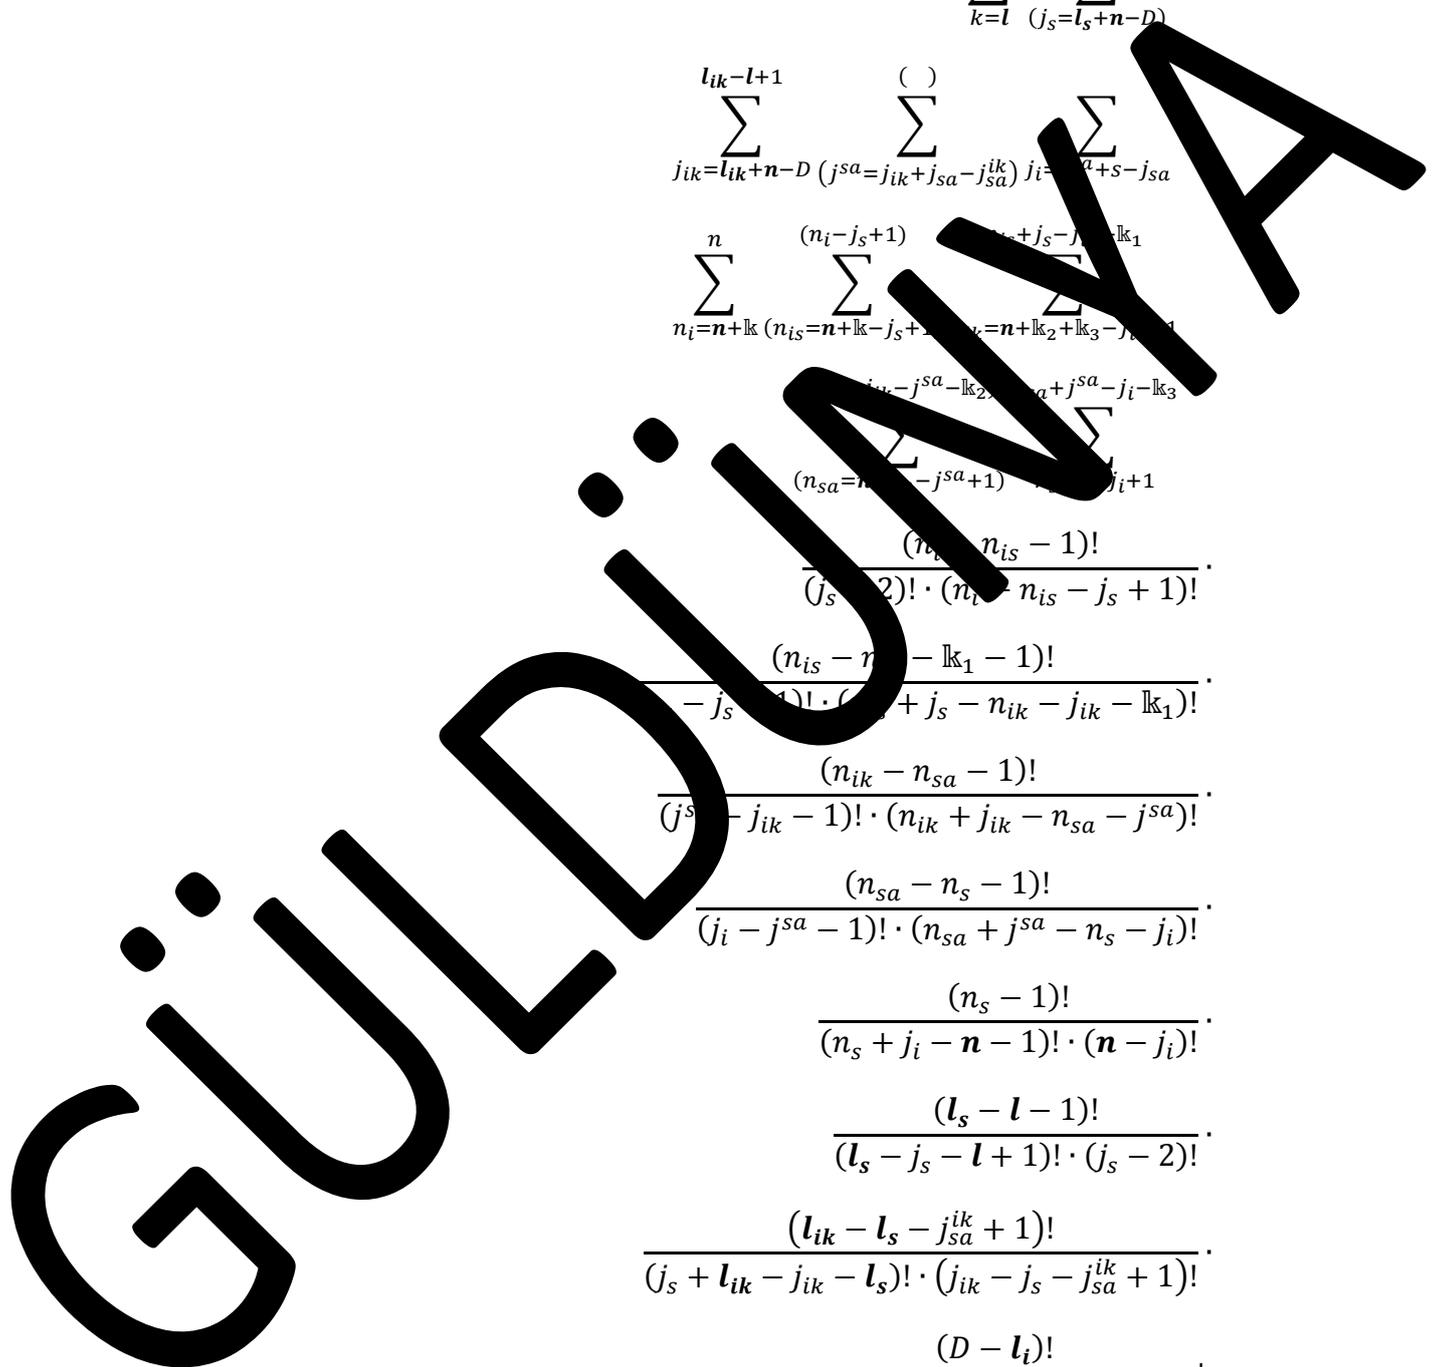 k=l (j_s=l_s+n−D)
l_ik−l+1 ( )
∑ ∑ ∑
j_ik=l_ik+n−D (j^sa=j_ik+j_sa−j_sa^ik) +s−j_sa
n (n_i−j_s+1) +j_s− 𝕜_1
∑ ∑ ∑
n_i=n+𝕜 (n_is=n+𝕜−j_s+ =n+𝕜_2+𝕜_3−
−j^sa−𝕜_2 +j^sa−j_i−𝕜_3
∑ ∑
(n_sa= −j^sa+1) j_i+1
n_is − 1)!
(j_s 2)! · (n_i − n_is − j_s + 1)! ·
(n_is − − 𝕜_1 − 1)!
− j_s 1)! · ( + j_s − n_ik − j_ik − 𝕜_1)! ·
(n_ik − n_sa − 1)!
(j^sa − j_ik − 1)! · (n_ik + j_ik − n_sa − j^sa)! ·
(n_sa − n_s − 1)!
(j_i − j^sa − 1)! · (n_sa + j^sa − n_s − j_i)! ·
(n_s − 1)!
(n_s + j_i − n − 1)! · (n − j_i)! ·
(l_s − l − 1)!
(l_s − j_s − l + 1)! · (j_s − 2)! ·
(l_ik − l_s − j_sa^ik + 1)!
(j_s + l_ik − j_ik − l_s)! · (j_ik − j_s − j_sa^ik + 1)! ·
(D − l_i)!
GÜLDÜNYA